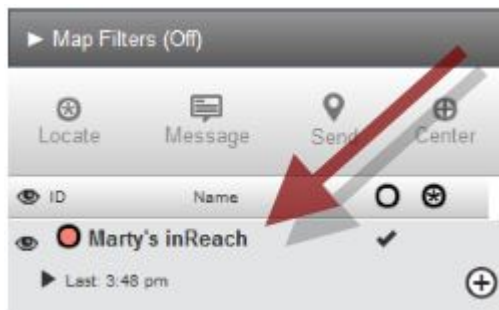 Map Filters (Off)
Locate Message Send Center
ID Name
Marty's inReach
Last: 3:48 pm